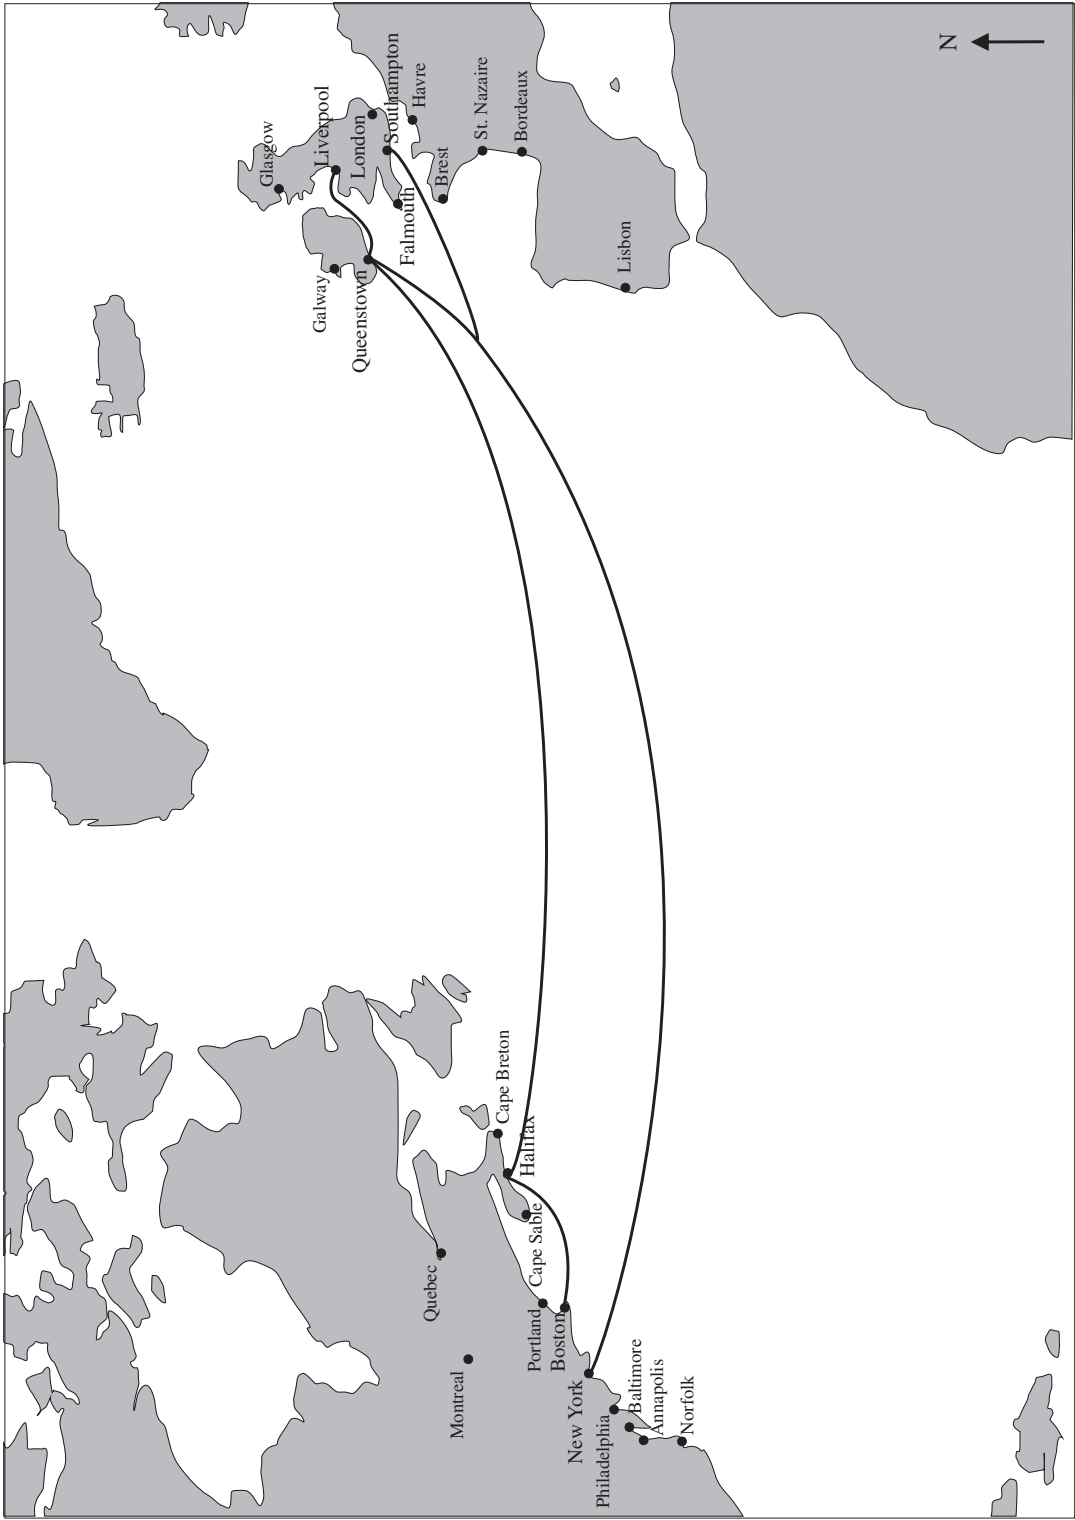 N
Glasgow
Liverpool
London
Southampton
Havre
St. Nazaire
Bordeaux
Brest
Falmouth
Galway
Queenstown
Lisbon
Cape Breton
Halifax
Cape Sable
Quebec
Portland
Boston
Montreal
New York
Philadelphia
Baltimore
Annapolis
Norfolk